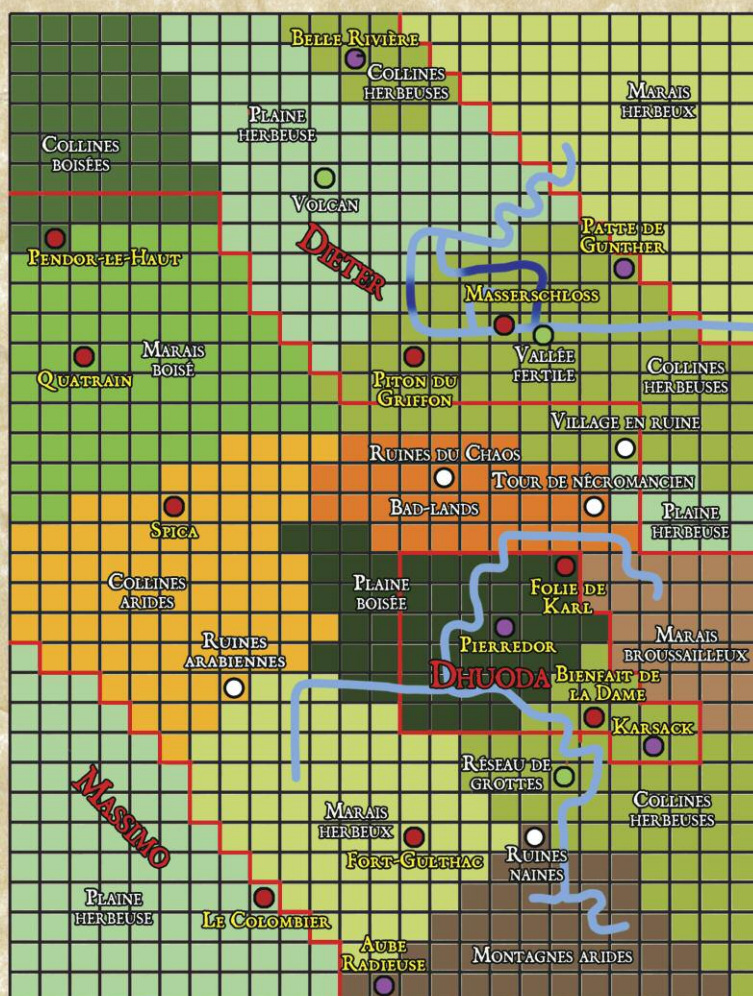 Belle Rivière
Collines
herbeuses
Marais
herbeux
Plaine
herbeuse
Collines
boisées
Volcan
Patte de
Gunther
Pendor-le-Haut
Dieter
Masserschloss
Marais
boisé
Quatrain
Piton du
Griffon
Vallée
fertile
Collines
herbeuses
Village en ruine
Ruines du Chaos
Tour de nécromancien
Bad-lands
Spica
Plaine
herbeuse
Collines
arides
Plaine
boisée
Folie de
Karl
Ruines
arabiennes
Pierredor
Marais
broussailleux
Dhuoda
Bienfait de
la Dame
Karsack
Réseau de
grottes
Massimo
Marais
herbeux
Collines
herbeuses
Fort-Gulthac
Ruines
naines
Plaine
herbeuse
Le Colombier
Aube
Radieuse
Montagnes arides